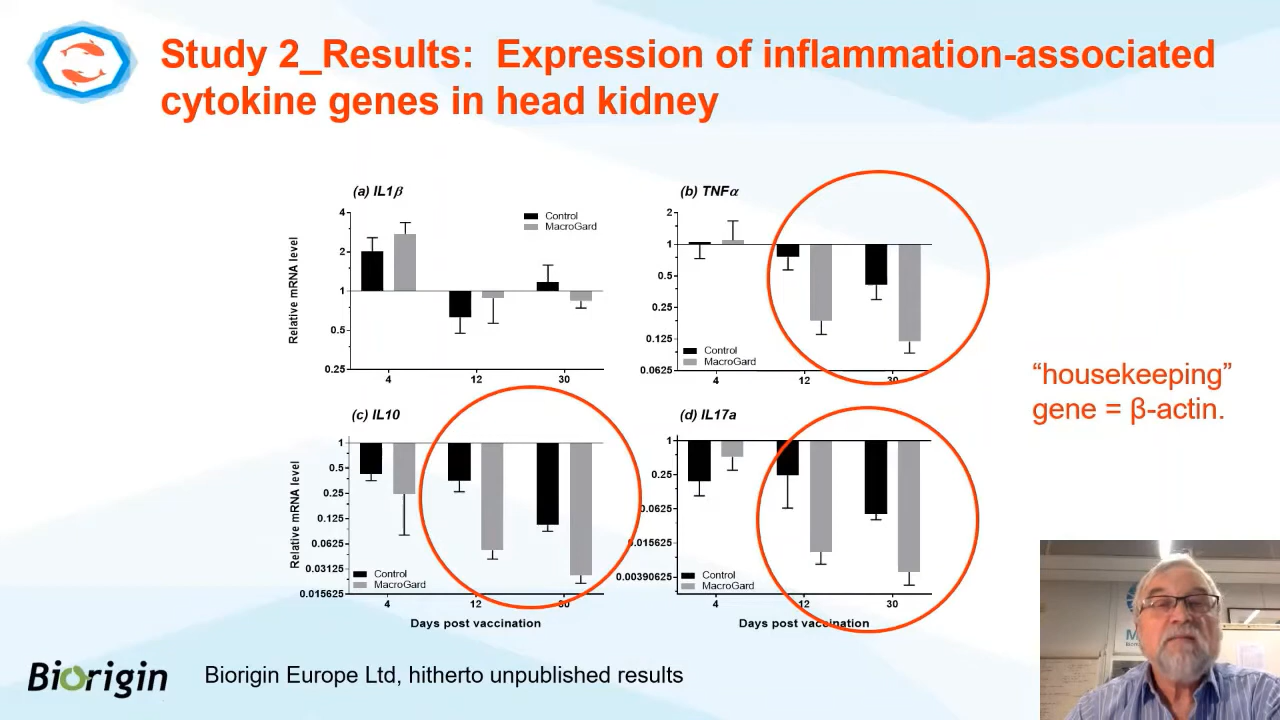 Study 2_Results: Expression of inflammation-associated
cytokine genes in head kidney
(a) IL1β
Control
MacroGard
Relative mRNA level
4
2
1
0.5
0.25
4
12
30
(b) TNFα
2
1
0.5
0.25
0.125
0.0625
Control
MacroGard
4
12
30
"housekeeping"
gene = β-actin.
(c) IL10
Relative mRNA level
1
0.5
0.25
0.125
0.0625
0.03125
0.015625
Control
MacroGard
4
12
30
Days post vaccination
(d) IL17a
1
0.25
0.0625
0.015625
0.00390625
Control
MacroGard
4
12
30
Days post vaccination
Biorigin
Biorigin Europe Ltd, hitherto unpublished results